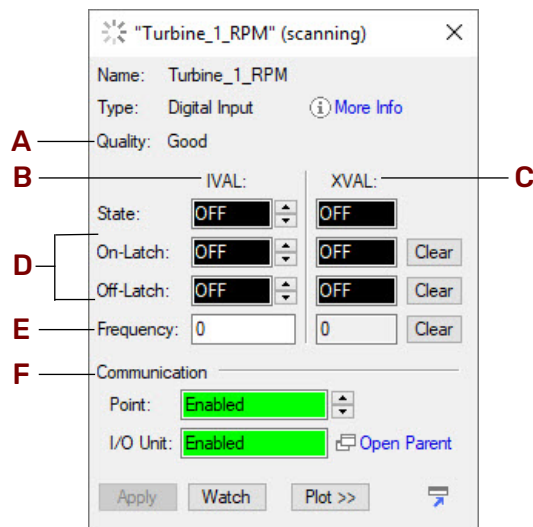 "Turbine_1_RPM" (scanning)
Name: Turbine_1_RPM
Type: Digital Input More Info
A Quality: Good
B IVAL: XVAL: C
State: OFF OFF
D On-Latch: OFF OFF Clear
Off-Latch: OFF OFF Clear
E Frequency: 0 0 Clear
F Communication
Point: Enabled
I/O Unit: Enabled Open Parent
Apply Watch Plot >>